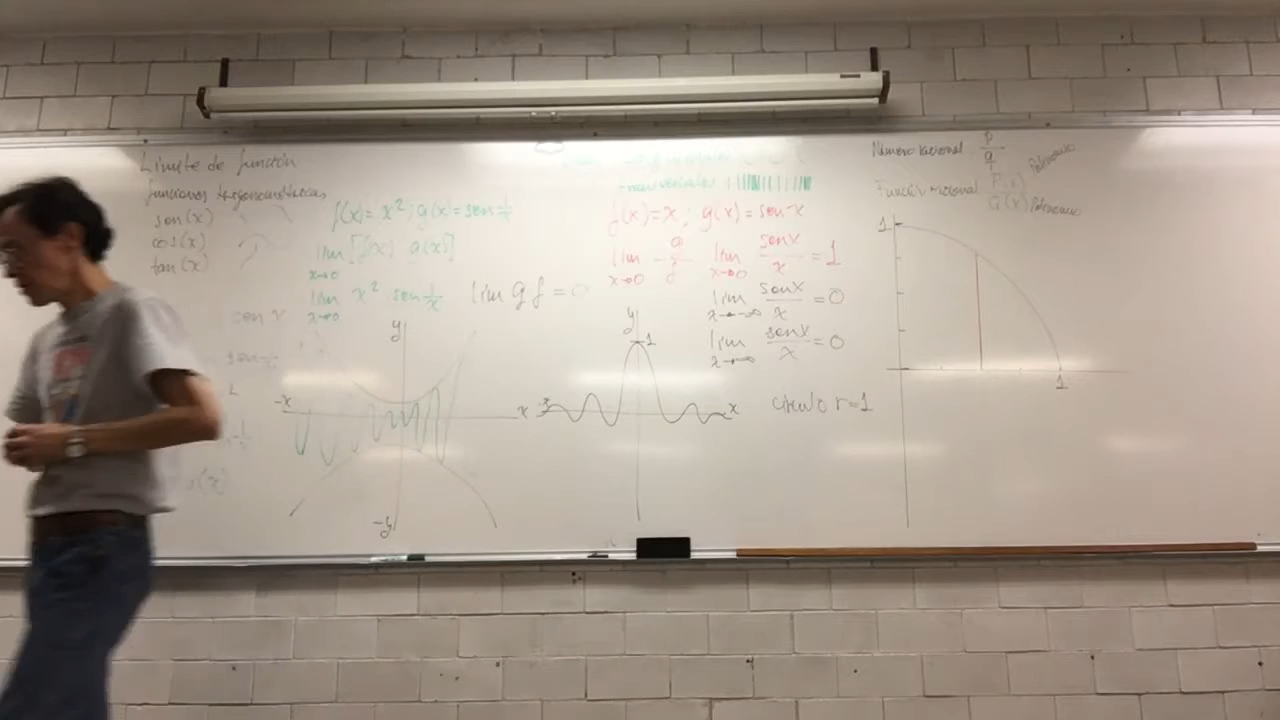 Limite de función
funciones trigonométricas
sen(x)
cos(x)
tan(x)
f(x)= x²; g(x)= sen 1/x
lim [f(x) g(x)]
x→0
lim x² sen 1/x
x→0
lim g f = 0
sen x
y
-x
x
-y
f(x)=x; g(x)=sen x
lim g/f
x→0
lim sen x/x = 1
x→0
lim sen x/x = 0
x→-∞
lim sen x/x = 0
x→∞
y
1
x
circulo r=1
Número racional P/q
Función racional P(x)/Q(x)
Polinomio
Polinomio
1
1